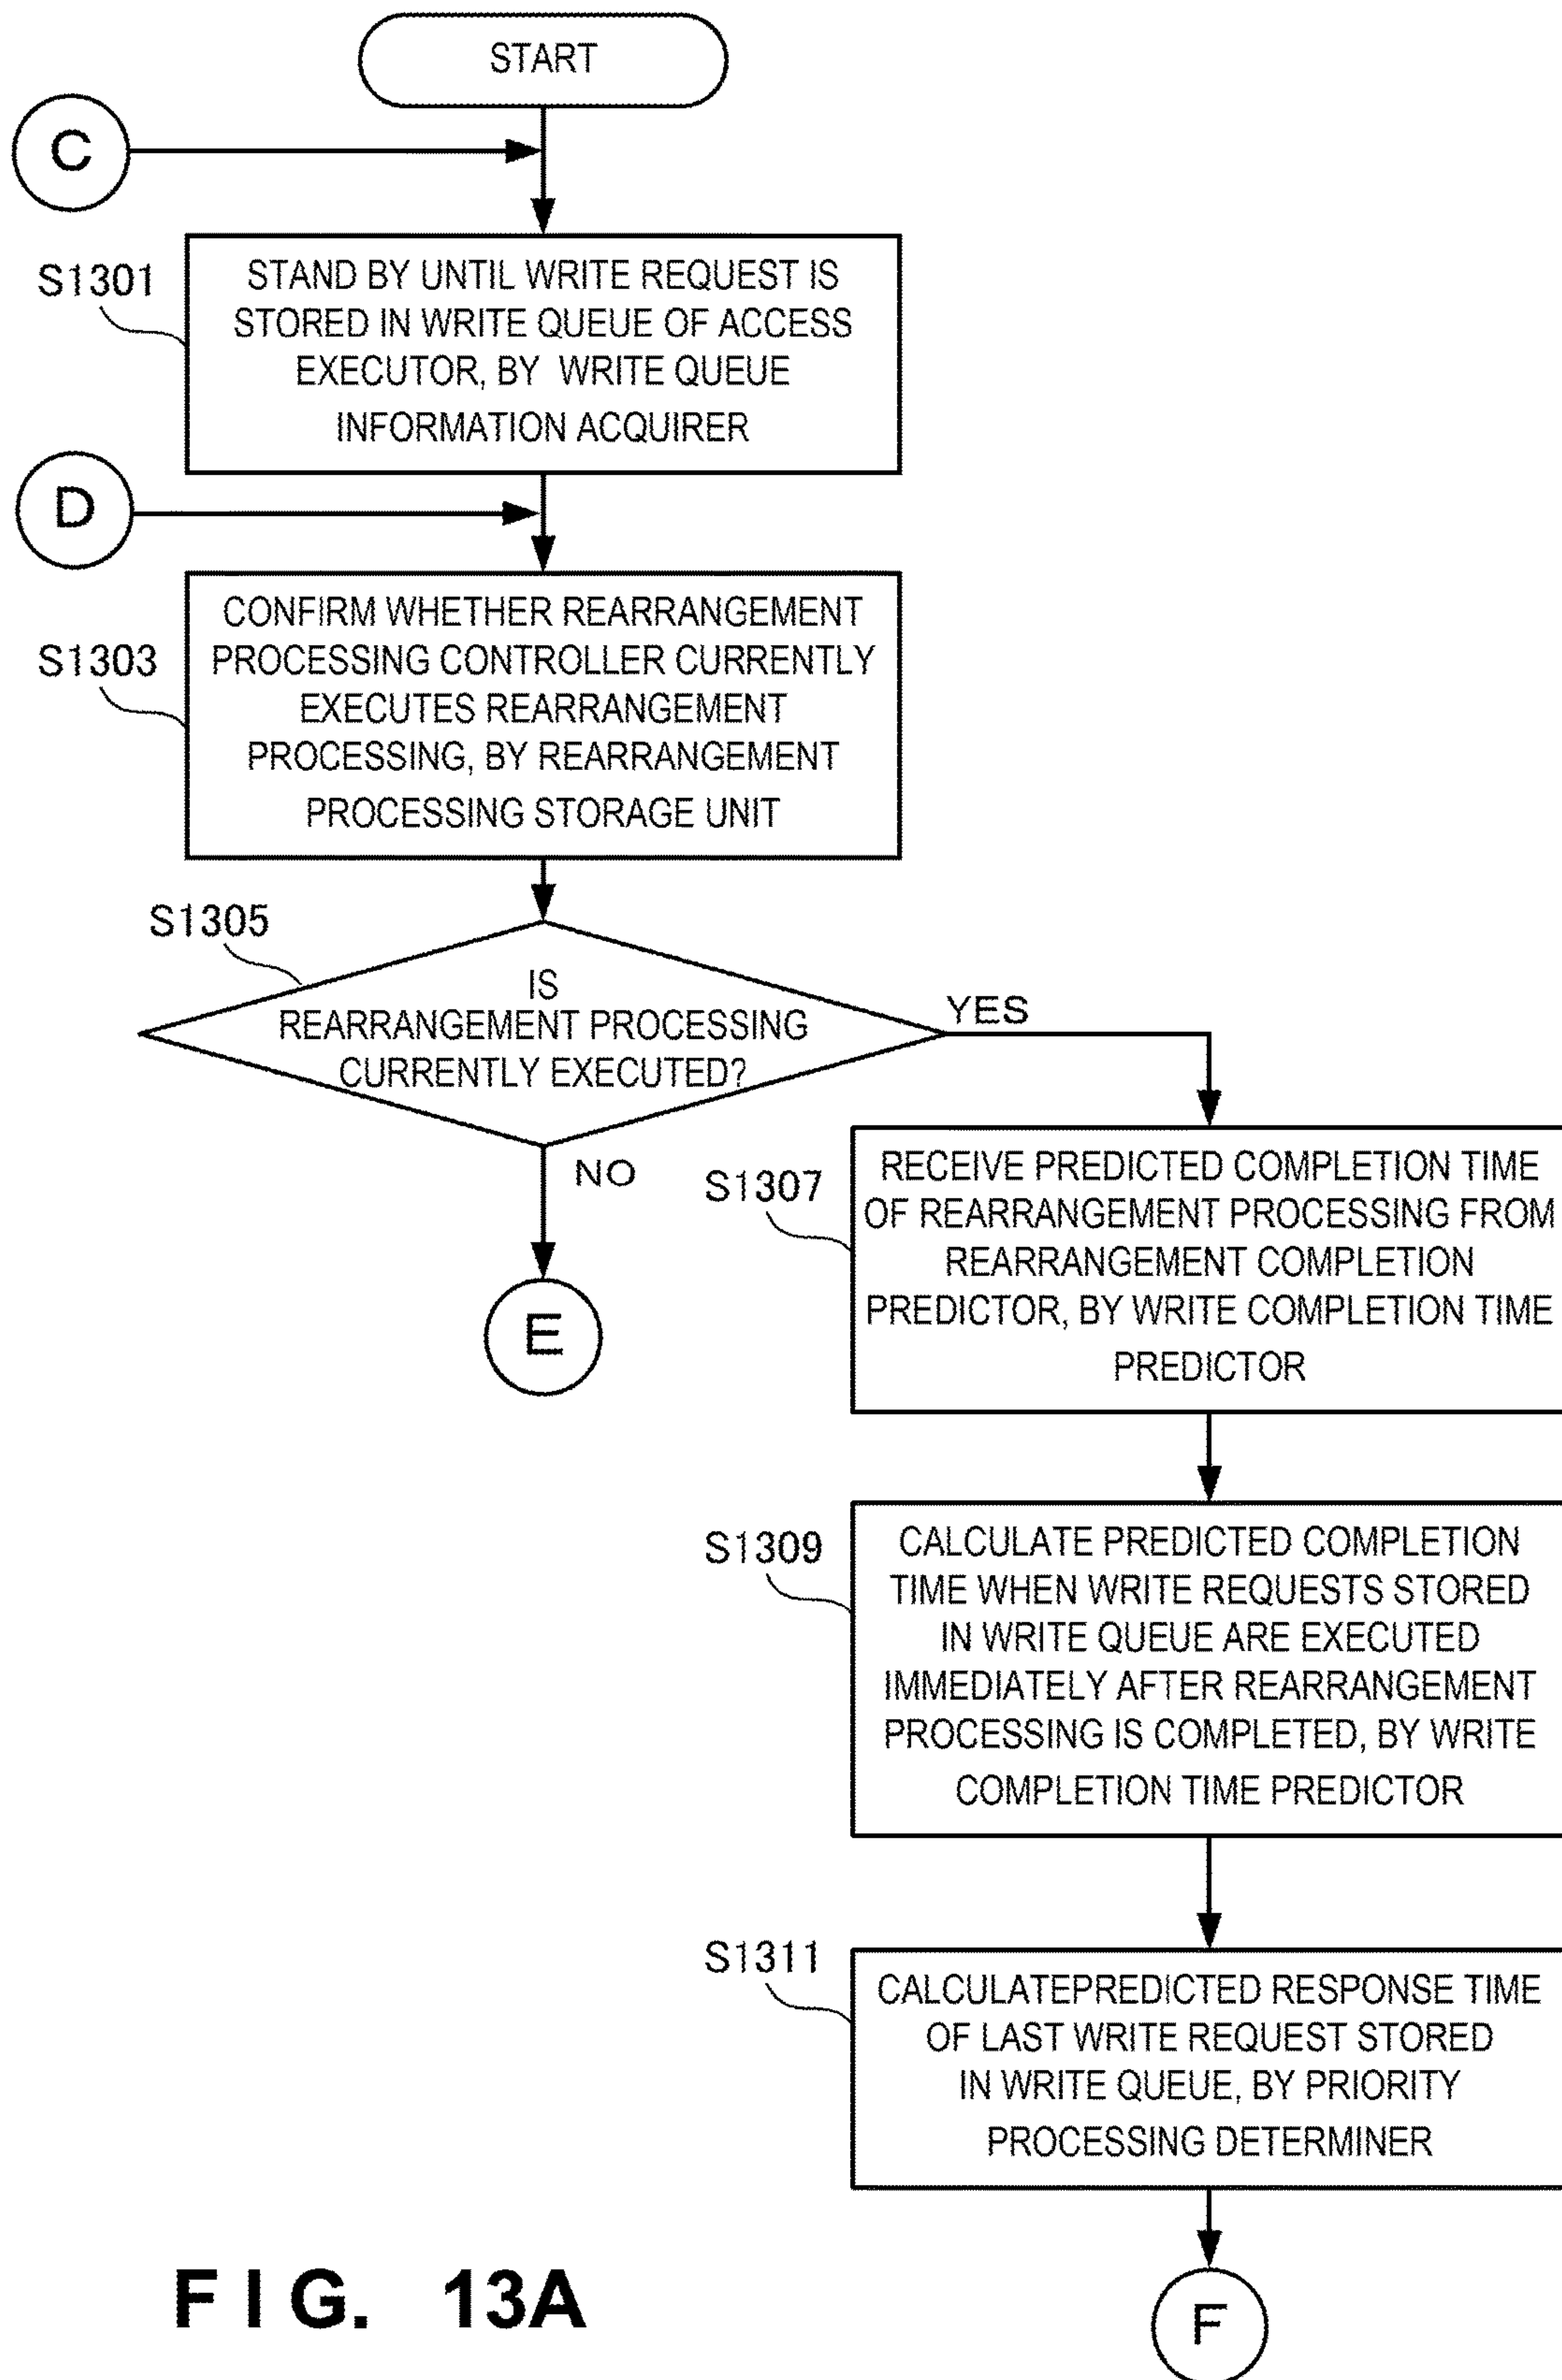 START
C
S1301
STAND BY UNTIL WRITE REQUEST IS
STORED IN WRITE QUEUE OF ACCESS
EXECUTOR, BY WRITE QUEUE
INFORMATION ACQUIRER
D
S1303
CONFIRM WHETHER REARRANGEMENT
PROCESSING CONTROLLER CURRENTLY
EXECUTES REARRANGEMENT
PROCESSING, BY REARRANGEMENT
PROCESSING STORAGE UNIT
S1305
IS
REARRANGEMENT PROCESSING
CURRENTLY EXECUTED?
YES
NO
E
S1307
RECEIVE PREDICTED COMPLETION TIME
OF REARRANGEMENT PROCESSING FROM
REARRANGEMENT COMPLETION
PREDICTOR, BY WRITE COMPLETION TIME
PREDICTOR
S1309
CALCULATE PREDICTED COMPLETION
TIME WHEN WRITE REQUESTS STORED
IN WRITE QUEUE ARE EXECUTED
IMMEDIATELY AFTER REARRANGEMENT
PROCESSING IS COMPLETED, BY WRITE
COMPLETION TIME PREDICTOR
S1311
CALCULATEPREDICTED RESPONSE TIME
OF LAST WRITE REQUEST STORED
IN WRITE QUEUE, BY PRIORITY
PROCESSING DETERMINER
F
FIG. 13A